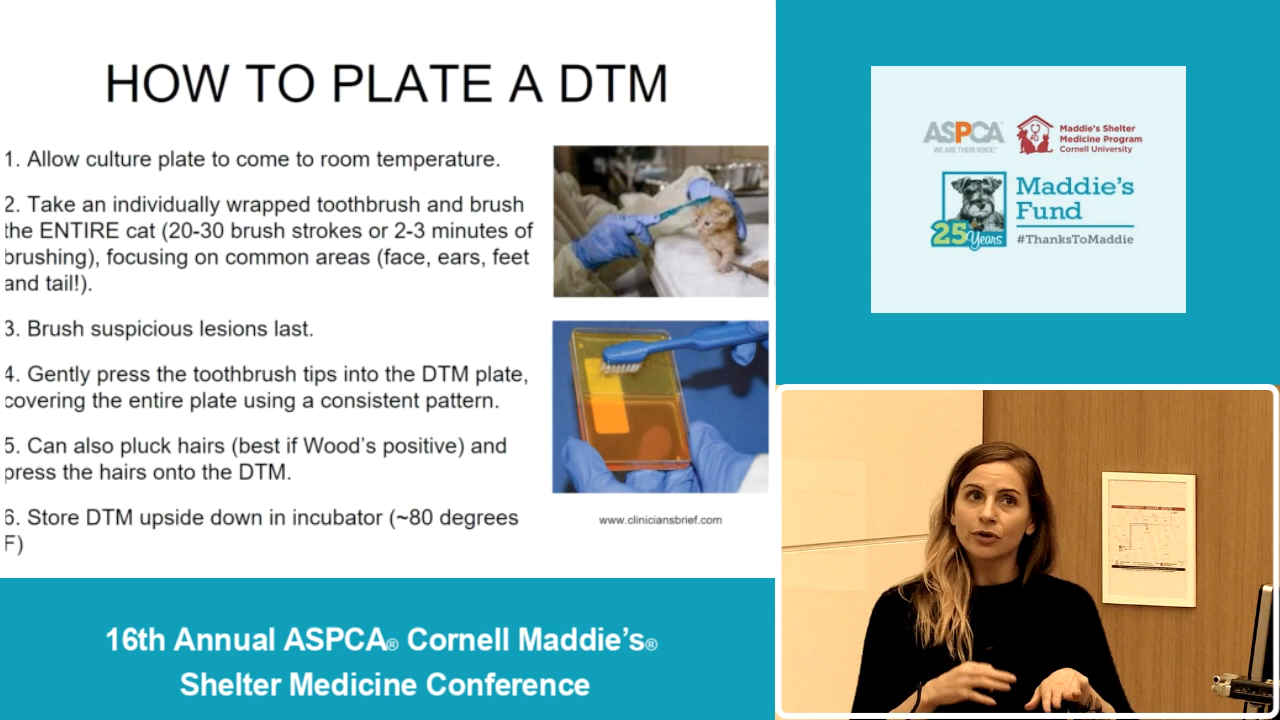 HOW TO PLATE A DTM
1. Allow culture plate to come to room temperature.
2. Take an individually wrapped toothbrush and brush
the ENTIRE cat (20-30 brush strokes or 2-3 minutes of
brushing), focusing on common areas (face, ears, feet
and tail!).
3. Brush suspicious lesions last.
4. Gently press the toothbrush tips into the DTM plate,
covering the entire plate using a consistent pattern.
5. Can also pluck hairs (best if Wood's positive) and
press the hairs onto the DTM.
6. Store DTM upside down in incubator (~80 degrees
F)
www.cliniciansbrief.com
16th Annual ASPCA® Cornell Maddie's®
Shelter Medicine Conference
ASPCA
WE ARE THEIR VOICE.
Maddie's Shelter
Medicine Program
Cornell University
Maddie's
Fund
25 Years
#ThanksToMaddie